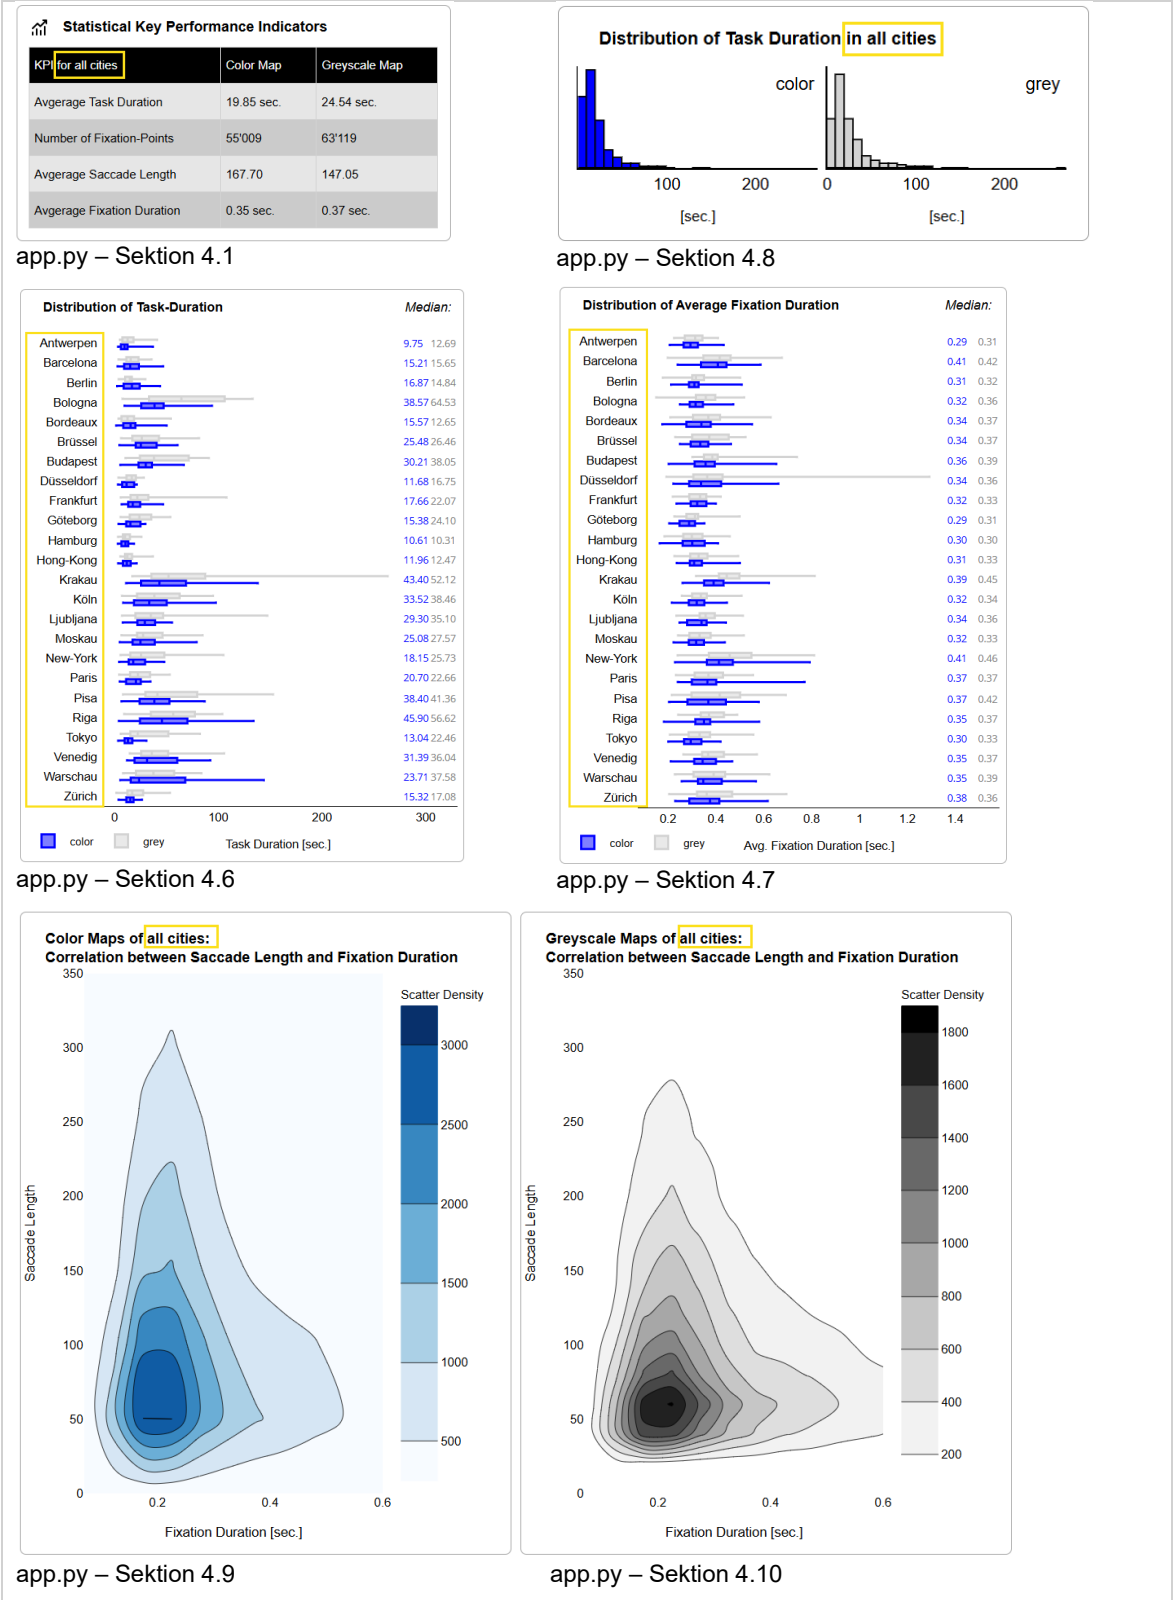 Statistical Key Performance Indicators
KPI for all cities Color Map Greyscale Map
Avgerage Task Duration 19.85 sec. 24.54 sec.
Number of Fixation-Points 55'009 63'119
Avgerage Saccade Length 167.70 147.05
Avgerage Fixation Duration 0.35 sec. 0.37 sec.
app.py – Sektion 4.1
Distribution of Task Duration in all cities
color grey
100 200 0 100 200
[sec.] [sec.]
app.py – Sektion 4.8
Distribution of Task-Duration Median:
Antwerpen 9.75 12.69
Barcelona 15.21 15.65
Berlin 16.87 14.84
Bologna 38.57 64.53
Bordeaux 15.57 12.65
Brüssel 25.48 26.46
Budapest 30.21 38.05
Düsseldorf 11.68 16.75
Frankfurt 17.66 22.07
Göteborg 15.38 24.10
Hamburg 10.61 10.31
Hong-Kong 11.96 12.47
Krakau 43.40 52.12
Köln 33.52 38.46
Ljubljana 29.30 35.10
Moskau 25.08 27.57
New-York 18.15 25.73
Paris 20.70 22.66
Pisa 38.40 41.36
Riga 45.90 56.62
Tokyo 13.04 22.46
Venedig 31.39 36.04
Warschau 23.71 37.58
Zürich 15.32 17.08
0 100 200 300
color grey Task Duration [sec.]
app.py – Sektion 4.6
Distribution of Average Fixation Duration Median:
Antwerpen 0.29 0.31
Barcelona 0.41 0.42
Berlin 0.31 0.32
Bologna 0.32 0.36
Bordeaux 0.34 0.37
Brüssel 0.34 0.37
Budapest 0.36 0.39
Düsseldorf 0.34 0.36
Frankfurt 0.32 0.33
Göteborg 0.29 0.31
Hamburg 0.30 0.30
Hong-Kong 0.31 0.33
Krakau 0.39 0.45
Köln 0.32 0.34
Ljubljana 0.34 0.36
Moskau 0.32 0.33
New-York 0.41 0.46
Paris 0.37 0.37
Pisa 0.37 0.42
Riga 0.35 0.37
Tokyo 0.30 0.33
Venedig 0.35 0.37
Warschau 0.35 0.39
Zürich 0.38 0.36
0.2 0.4 0.6 0.8 1 1.2 1.4
color grey Avg. Fixation Duration [sec.]
app.py – Sektion 4.7
Color Maps of all cities:
Correlation between Saccade Length and Fixation Duration
350
300
250
200
150
100
50
0
Saccade Length
0.2 0.4 0.6
Fixation Duration [sec.]
Scatter Density
3000
2500
2000
1500
1000
500
app.py – Sektion 4.9
Greyscale Maps of all cities:
Correlation between Saccade Length and Fixation Duration
350
300
250
200
150
100
50
0
Saccade Length
0.2 0.4 0.6
Fixation Duration [sec.]
Scatter Density
1800
1600
1400
1200
1000
800
600
400
200
app.py – Sektion 4.10